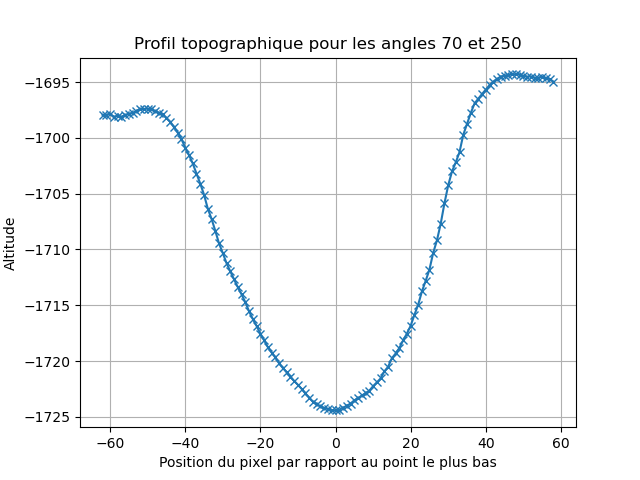 Profil topographique pour les angles 70 et 250
Altitude
−1695
−1700
−1705
−1710
−1715
−1720
−1725
−60 −40 −20 0 20 40 60
Position du pixel par rapport au point le plus bas